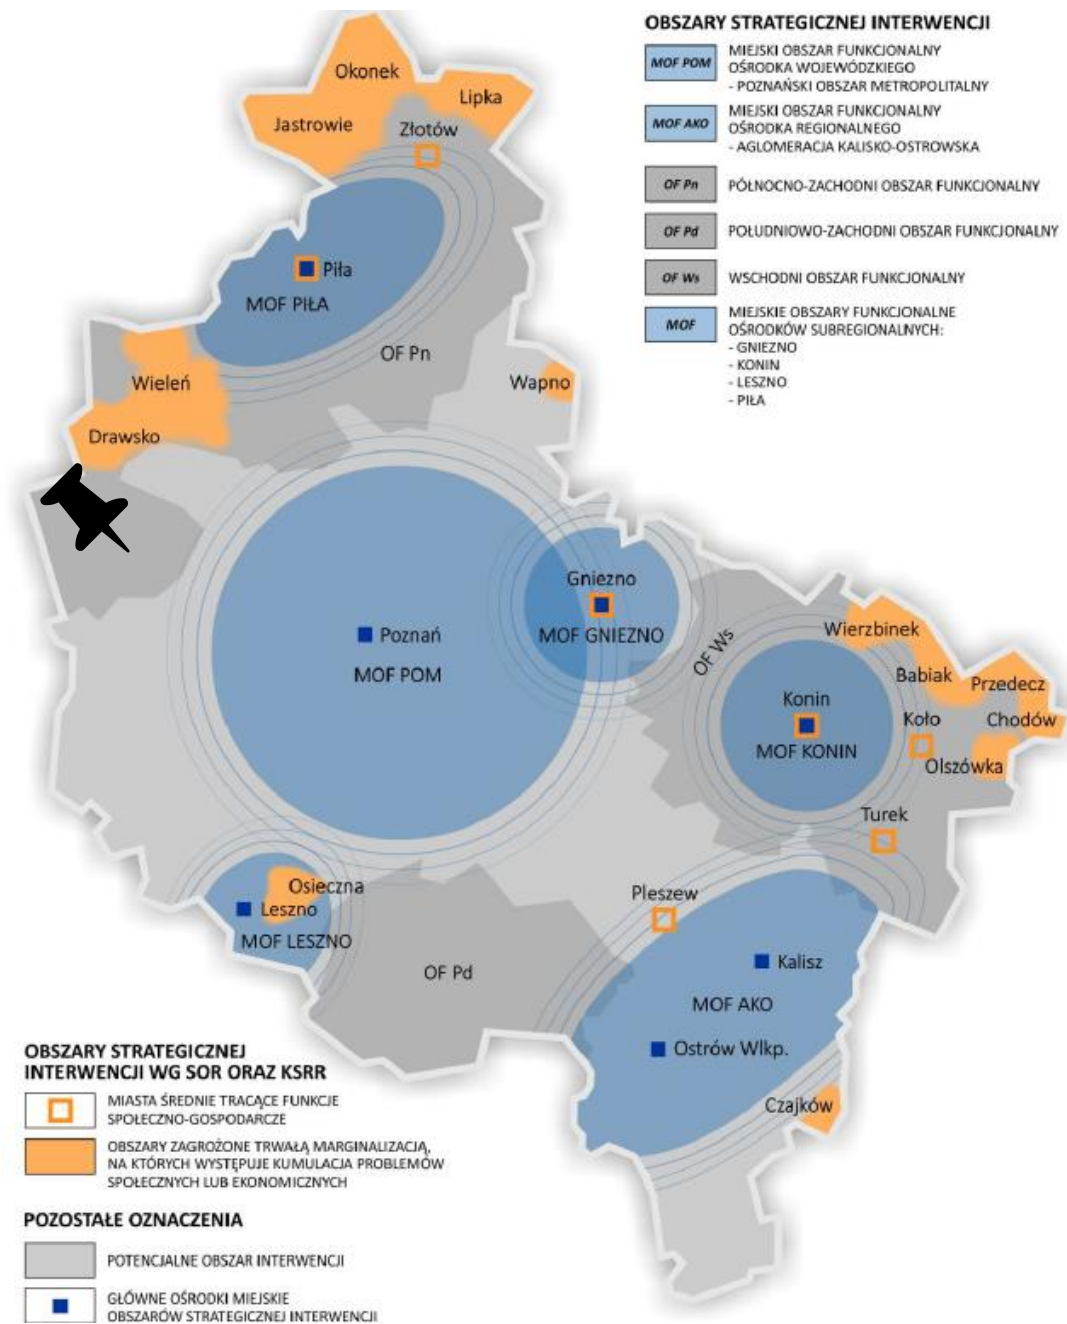 OBSZARY STRATEGICZNEJ INTERWENCJI
MOF POM
MIEJSKI OBSZAR FUNKCJONALNY
OŚRODKA WOJEWÓDZKIEGO
- POZNAŃSKI OBSZAR METROPOLITALNY
MOF AKO
MIEJSKI OBSZAR FUNKCJONALNY
OŚRODKA REGIONALNEGO
- AGLOMERACJA KALISKO-OSTROWSKA
OF Pn
PÓŁNOCNO-ZACHODNI OBSZAR FUNKCJONALNY
OF Pd
POŁUDNIOWO-ZACHODNI OBSZAR FUNKCJONALNY
OF Ws
WSCHODNI OBSZAR FUNKCJONALNY
MOF
MIEJSKIE OBSZARY FUNKCJONALNE
OŚRODKÓW SUBREGIONALNYCH:
- GNIEZNO
- KONIN
- LESZNO
- PIŁA
Okonek
Lipka
Jastrowie
Złotów
Piła
MOF PIŁA
OF Pn
Wieleń
Wapno
Drawsko
Gniezno
MOF GNIEZNO
Poznań
MOF POM
OF Ws
Wierzbinek
Babiak
Przedecz
Konin
Koło
Chodów
MOF KONIN
Olszówka
Turek
Osieczna
Leszno
MOF LESZNO
Pleszew
OF Pd
Kalisz
MOF AKO
Ostrów Wlkp.
Czajków
OBSZARY STRATEGICZNEJ
INTERWENCJI WG SOR ORAZ KSRR
MIASTA ŚREDNIE TRACĄCE FUNKCJE
SPOŁECZNO-GOSPODARCZE
OBSZARY ZAGROŻONE TRWAŁĄ MARGINALIZACJĄ,
NA KTÓRYCH WYSTĘPUJE KUMULACJA PROBLEMÓW
SPOŁECZNYCH LUB EKONOMICZNYCH
POZOSTAŁE OZNACZENIA
POTENCJALNE OBSZAR INTERWENCJI
GŁÓWNE OŚRODKI MIEJSKIE
OBSZARÓW STRATEGICZNEJ INTERWENCJI